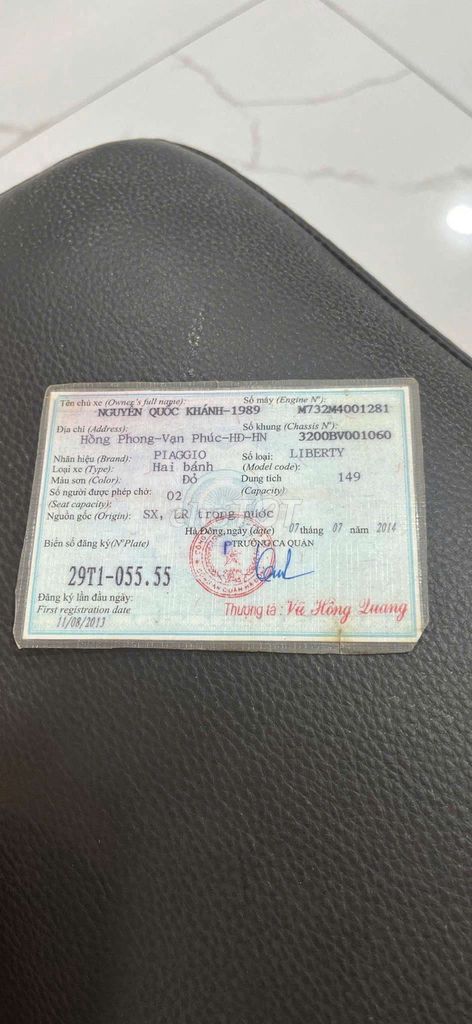 Tên chủ xe (Owner's full name): Số máy (Engine Nº):
NGUYỄN QUỐC KHÁNH-1989 M732M4001281
Địa chỉ (Address): Số khung (Chassis Nº):
Hồng Phong-Vạn Phúc-HĐ-HN 3200BV001060
Nhãn hiệu (Brand): PIAGGIO Số loại: LIBERTY
Loại xe (Type): Hai bánh (Model code):
Màu sơn (Color): Đỏ Dung tích 149
Số người được phép chở: 02 (Capacity)
(Seat capacity):
Nguồn gốc (Origin): SX, LR trong nước
Hà Đông, ngày (date) 07 tháng 07 năm 2014
Biển số đăng ký (Nº Plate) P TRƯỞNG CA QUẬN
29T1-055.55
Đăng ký lần đầu ngày:
First registration date Thượng tá: Vũ Hồng Quang
11/08/2013